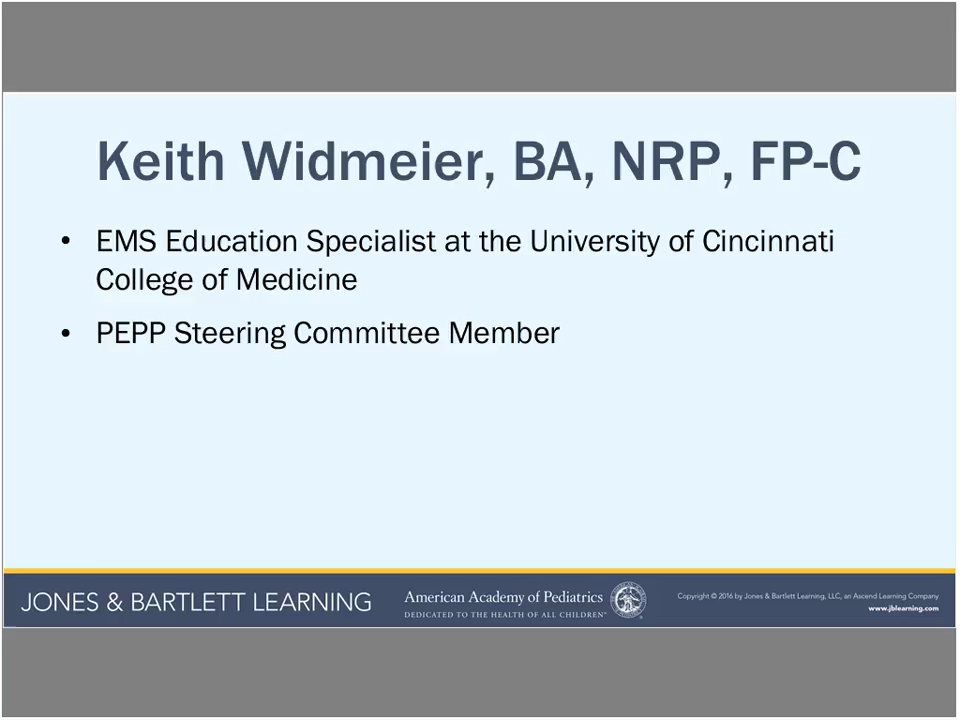 Keith Widmeier, BA, NRP, FP-C
• EMS Education Specialist at the University of Cincinnati
College of Medicine
• PEPP Steering Committee Member
JONES & BARTLETT LEARNING
American Academy of Pediatrics
DEDICATED TO THE HEALTH OF ALL CHILDREN™
Copyright © 2016 by Jones & Bartlett Learning, LLC, an Ascend Learning Company
www.jblearning.com